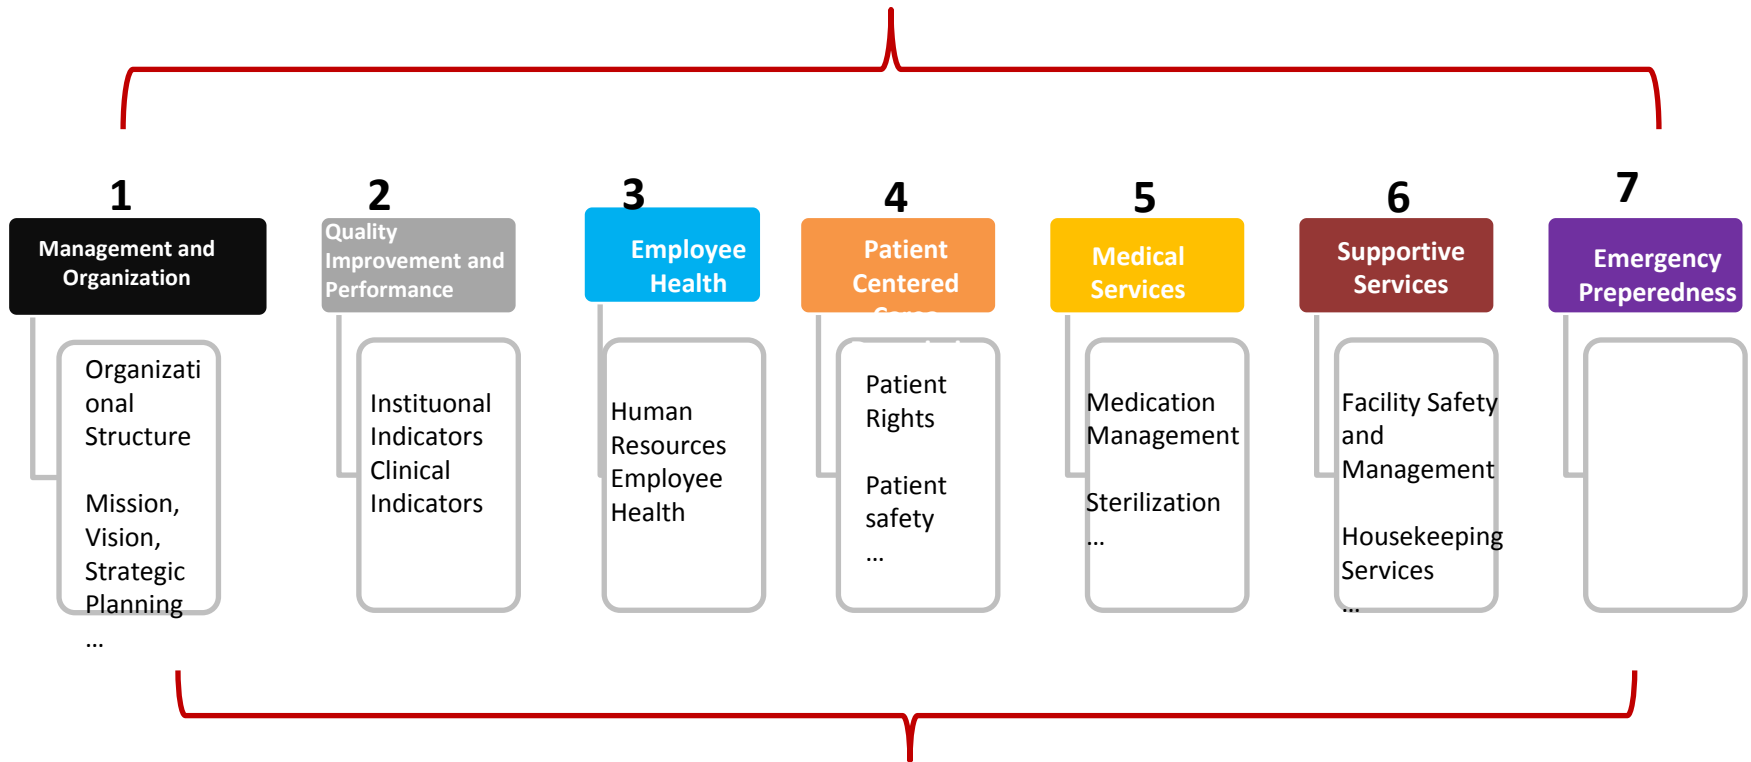 1
Management and
Organization
Organizati
onal
Structure
Mission,
Vision,
Strategic
Planning
…
2
Quality
Improvement and
Performance
Instituonal
Indicators
Clinical
Indicators
3
Employee
Health
Human
Resources
Employee
Health
4
Patient
Centered
Patient
Rights
Patient
safety
…
5
Medical
Services
Medication
Management
Sterilization
…
6
Supportive
Services
Facility Safety
and
Management
Housekeeping
Services
…
7
Emergency
Preperedness